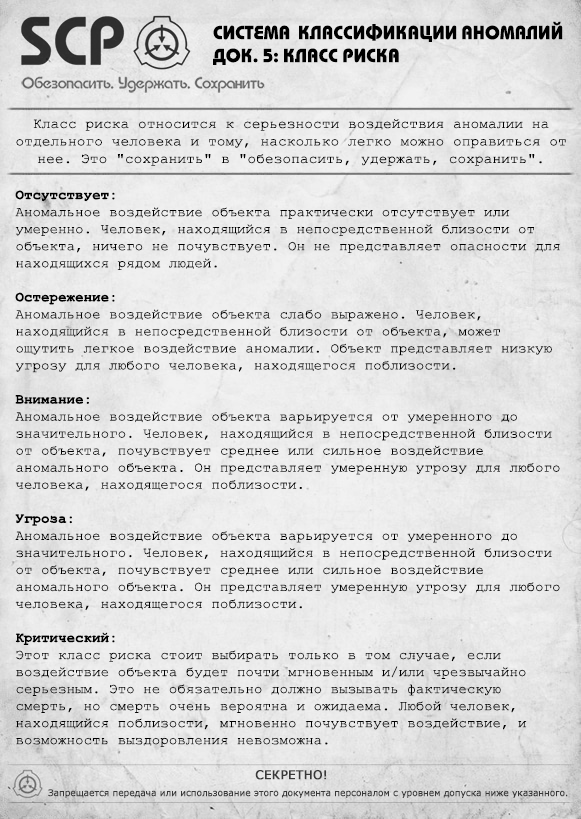 SCP
СИСТЕМА КЛАССИФИКАЦИИ АНОМАЛИЙ
ДОК. 5: КЛАСС РИСКА
Обезопасить. Удержать. Сохранить
Класс риска относится к серьезности воздействия аномалии на
отдельного человека и тому, насколько легко можно оправиться от
нее. Это "сохранить" в "обезопасить, удержать, сохранить".
Отсутствует:
Аномальное воздействие объекта практически отсутствует или
умеренно. Человек, находящийся в непосредственной близости от
объекта, ничего не почувствует. Он не представляет опасности для
находящихся рядом людей.
Остережение:
Аномальное воздействие объекта слабо выражено. Человек,
находящийся в непосредственной близости от объекта, может
ощутить легкое воздействие аномалии. Объект представляет низкую
угрозу для любого человека, находящегося поблизости.
Внимание:
Аномальное воздействие объекта варьируется от умеренного до
значительного. Человек, находящийся в непосредственной близости
от объекта, почувствует среднее или сильное воздействие
аномального объекта. Он представляет умеренную угрозу для любого
человека, находящегося поблизости.
Угроза:
Аномальное воздействие объекта варьируется от умеренного до
значительного. Человек, находящийся в непосредственной близости
от объекта, почувствует среднее или сильное воздействие
аномального объекта. Он представляет умеренную угрозу для любого
человека, находящегося поблизости.
Критический:
Этот класс риска стоит выбирать только в том случае, если
воздействие объекта будет почти мгновенным и/или чрезвычайно
серьезным. Это не обязательно должно вызывать фактическую
смерть, но смерть очень вероятна и ожидаема. Любой человек,
находящийся поблизости, мгновенно почувствует воздействие, и
возможность выздоровления невозможна.
СЕКРЕТНО!
Запрещается передача или использование этого документа персоналом с уровнем допуска ниже указанного.